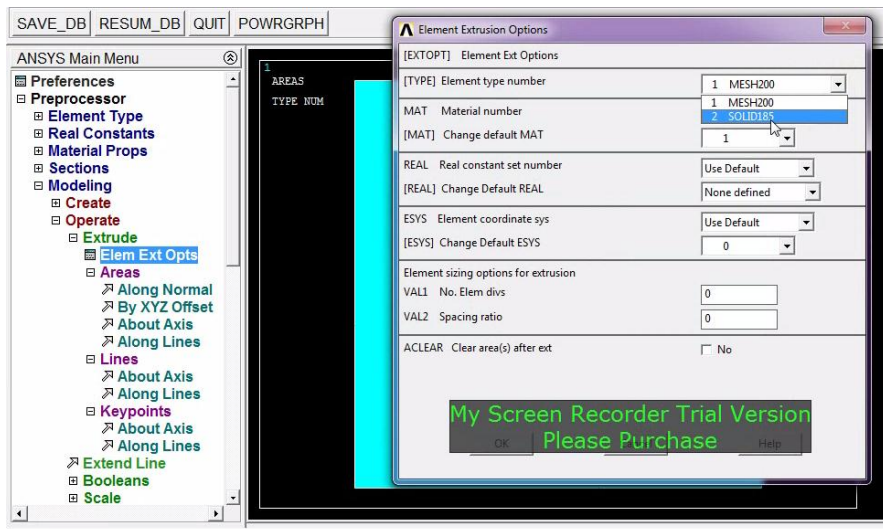 SAVE_DB RESUM_DB QUIT POWRGRPH
ANSYS Main Menu
Preferences
Preprocessor
Element Type
Real Constants
Material Props
Sections
Modeling
Create
Operate
Extrude
Elem Ext Opts
Areas
Along Normal
By XYZ Offset
About Axis
Along Lines
Lines
About Axis
Along Lines
Keypoints
About Axis
Along Lines
Extend Line
Booleans
Scale
1
AREAS
TYPE NUM
Element Extrusion Options
[EXTOPT] Element Ext Options
[TYPE] Element type number 1 MESH200
1 MESH200
2 SOLID185
MAT Material number
[MAT] Change default MAT 1
REAL Real constant set number Use Default
[REAL] Change Default REAL None defined
ESYS Element coordinate sys Use Default
[ESYS] Change Default ESYS 0
Element sizing options for extrusion
VAL1 No. Elem divs 0
VAL2 Spacing ratio 0
ACLEAR Clear area(s) after ext No
My Screen Recorder Trial Version
Please Purchase
OK Help